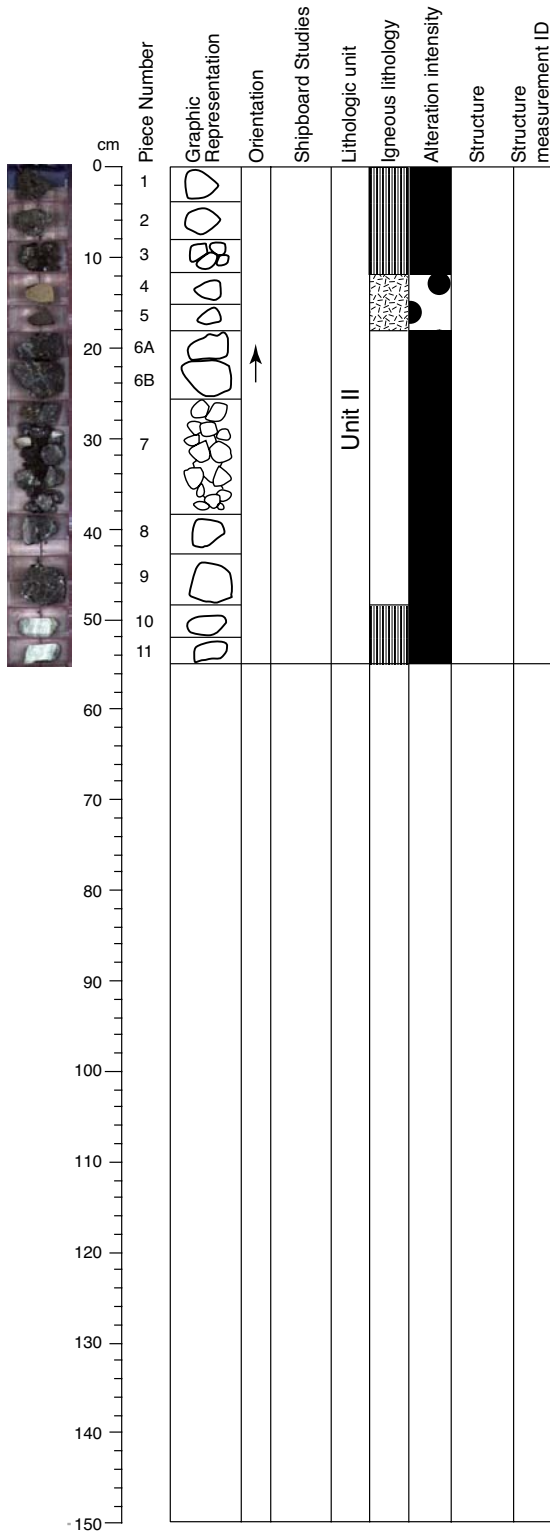 cm
Piece Number
Graphic
Representation
Orientation
Shipboard Studies
Lithologic unit
Igneous lithology
Alteration intensity
Structure
Structure
measurement ID
0
1
2
10
3
4
5
20
6A
6B
30
7
Unit II
40
8
9
50
10
11
60
70
80
90
100
110
120
130
140
150